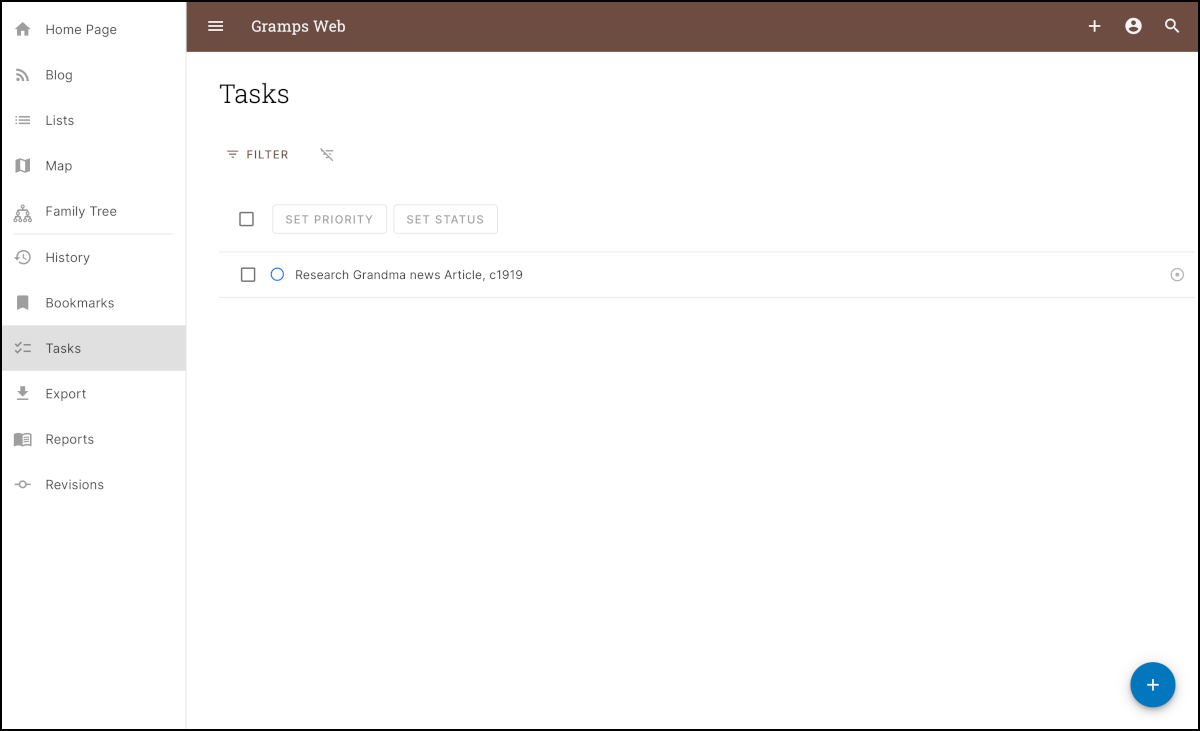 Home Page
Blog
Lists
Map
Family Tree
History
Bookmarks
Tasks
Export
Reports
Revisions
Gramps Web
Tasks
FILTER
SET PRIORITY SET STATUS
Research Grandma news Article, c1919